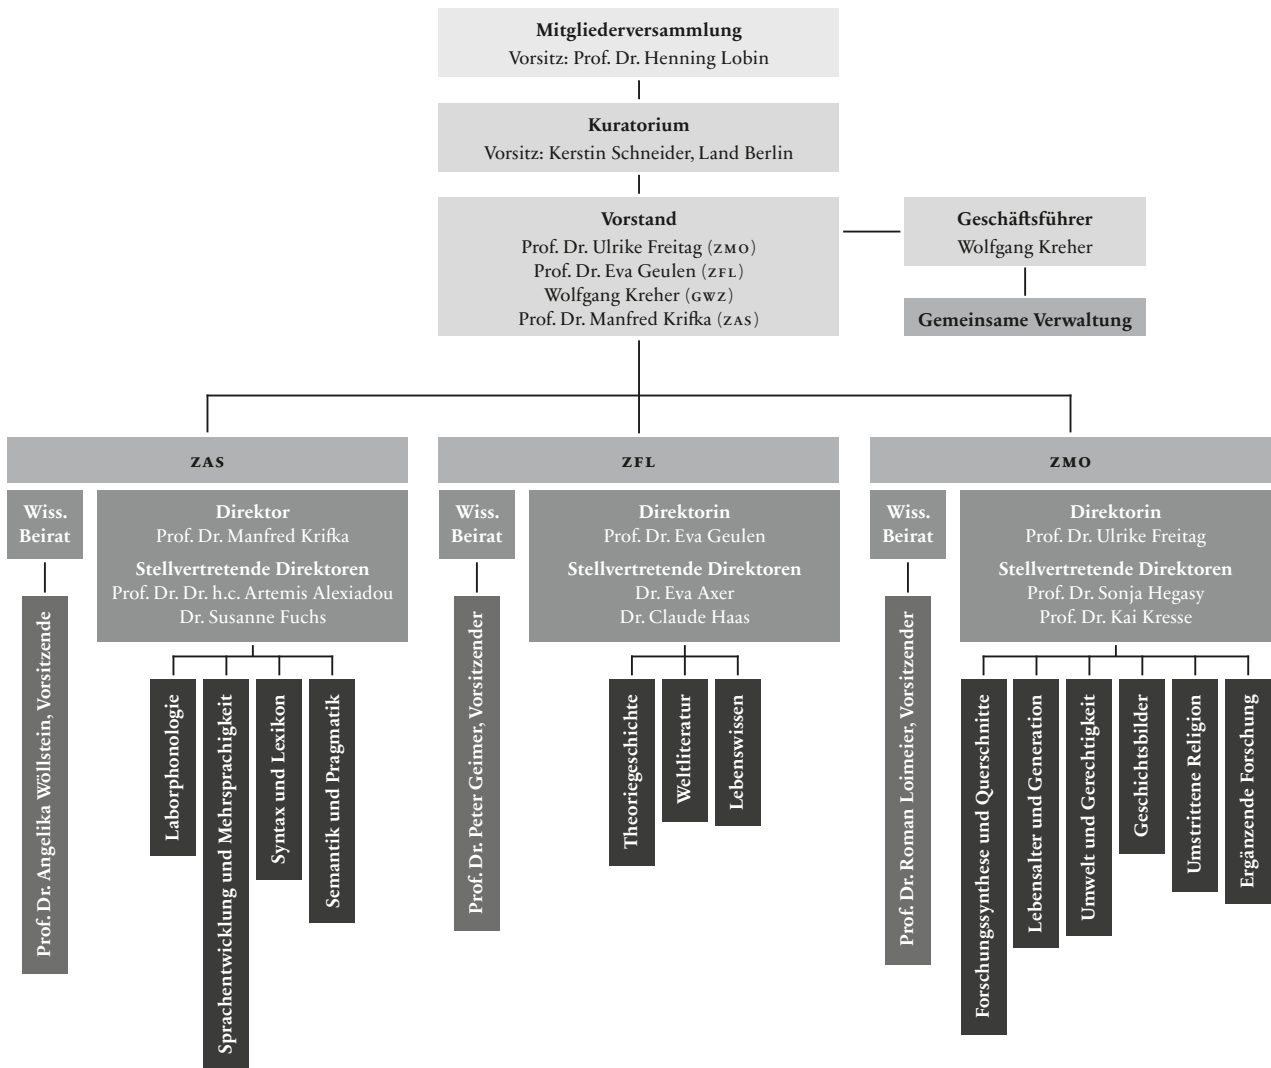 Mitgliederversammlung
Vorsitz: Prof. Dr. Henning Lobin
Kuratorium
Vorsitz: Kerstin Schneider, Land Berlin
Vorstand
Prof. Dr. Ulrike Freitag (ZMO)
Prof. Dr. Eva Geulen (ZFL)
Wolfgang Kreher (GWZ)
Prof. Dr. Manfred Krifka (ZAS)
Geschäftsführer
Wolfgang Kreher
Gemeinsame Verwaltung
ZAS
Wiss.
Beirat
Prof. Dr. Angelika Wöllstein, Vorsitzende
Direktor
Prof. Dr. Manfred Krifka
Stellvertretende Direktoren
Prof. Dr. Dr. h.c. Artemis Alexiadou
Dr. Susanne Fuchs
Laborphonologie
Sprachentwicklung und Mehrsprachigkeit
Syntax und Lexikon
Semantik und Pragmatik
ZFL
Wiss.
Beirat
Prof. Dr. Peter Geimer, Vorsitzender
Direktorin
Prof. Dr. Eva Geulen
Stellvertretende Direktoren
Dr. Eva Axer
Dr. Claude Haas
Theoriegeschichte
Weltliteratur
Lebenswissen
ZMO
Wiss.
Beirat
Prof. Dr. Roman Loimeier, Vorsitzender
Direktorin
Prof. Dr. Ulrike Freitag
Stellvertretende Direktoren
Prof. Dr. Sonja Hegasy
Prof. Dr. Kai Kresse
Forschungssynthese und Querschnitte
Lebensalter und Generation
Umwelt und Gerechtigkeit
Geschichtsbilder
Umstrittene Religion
Ergänzende Forschung